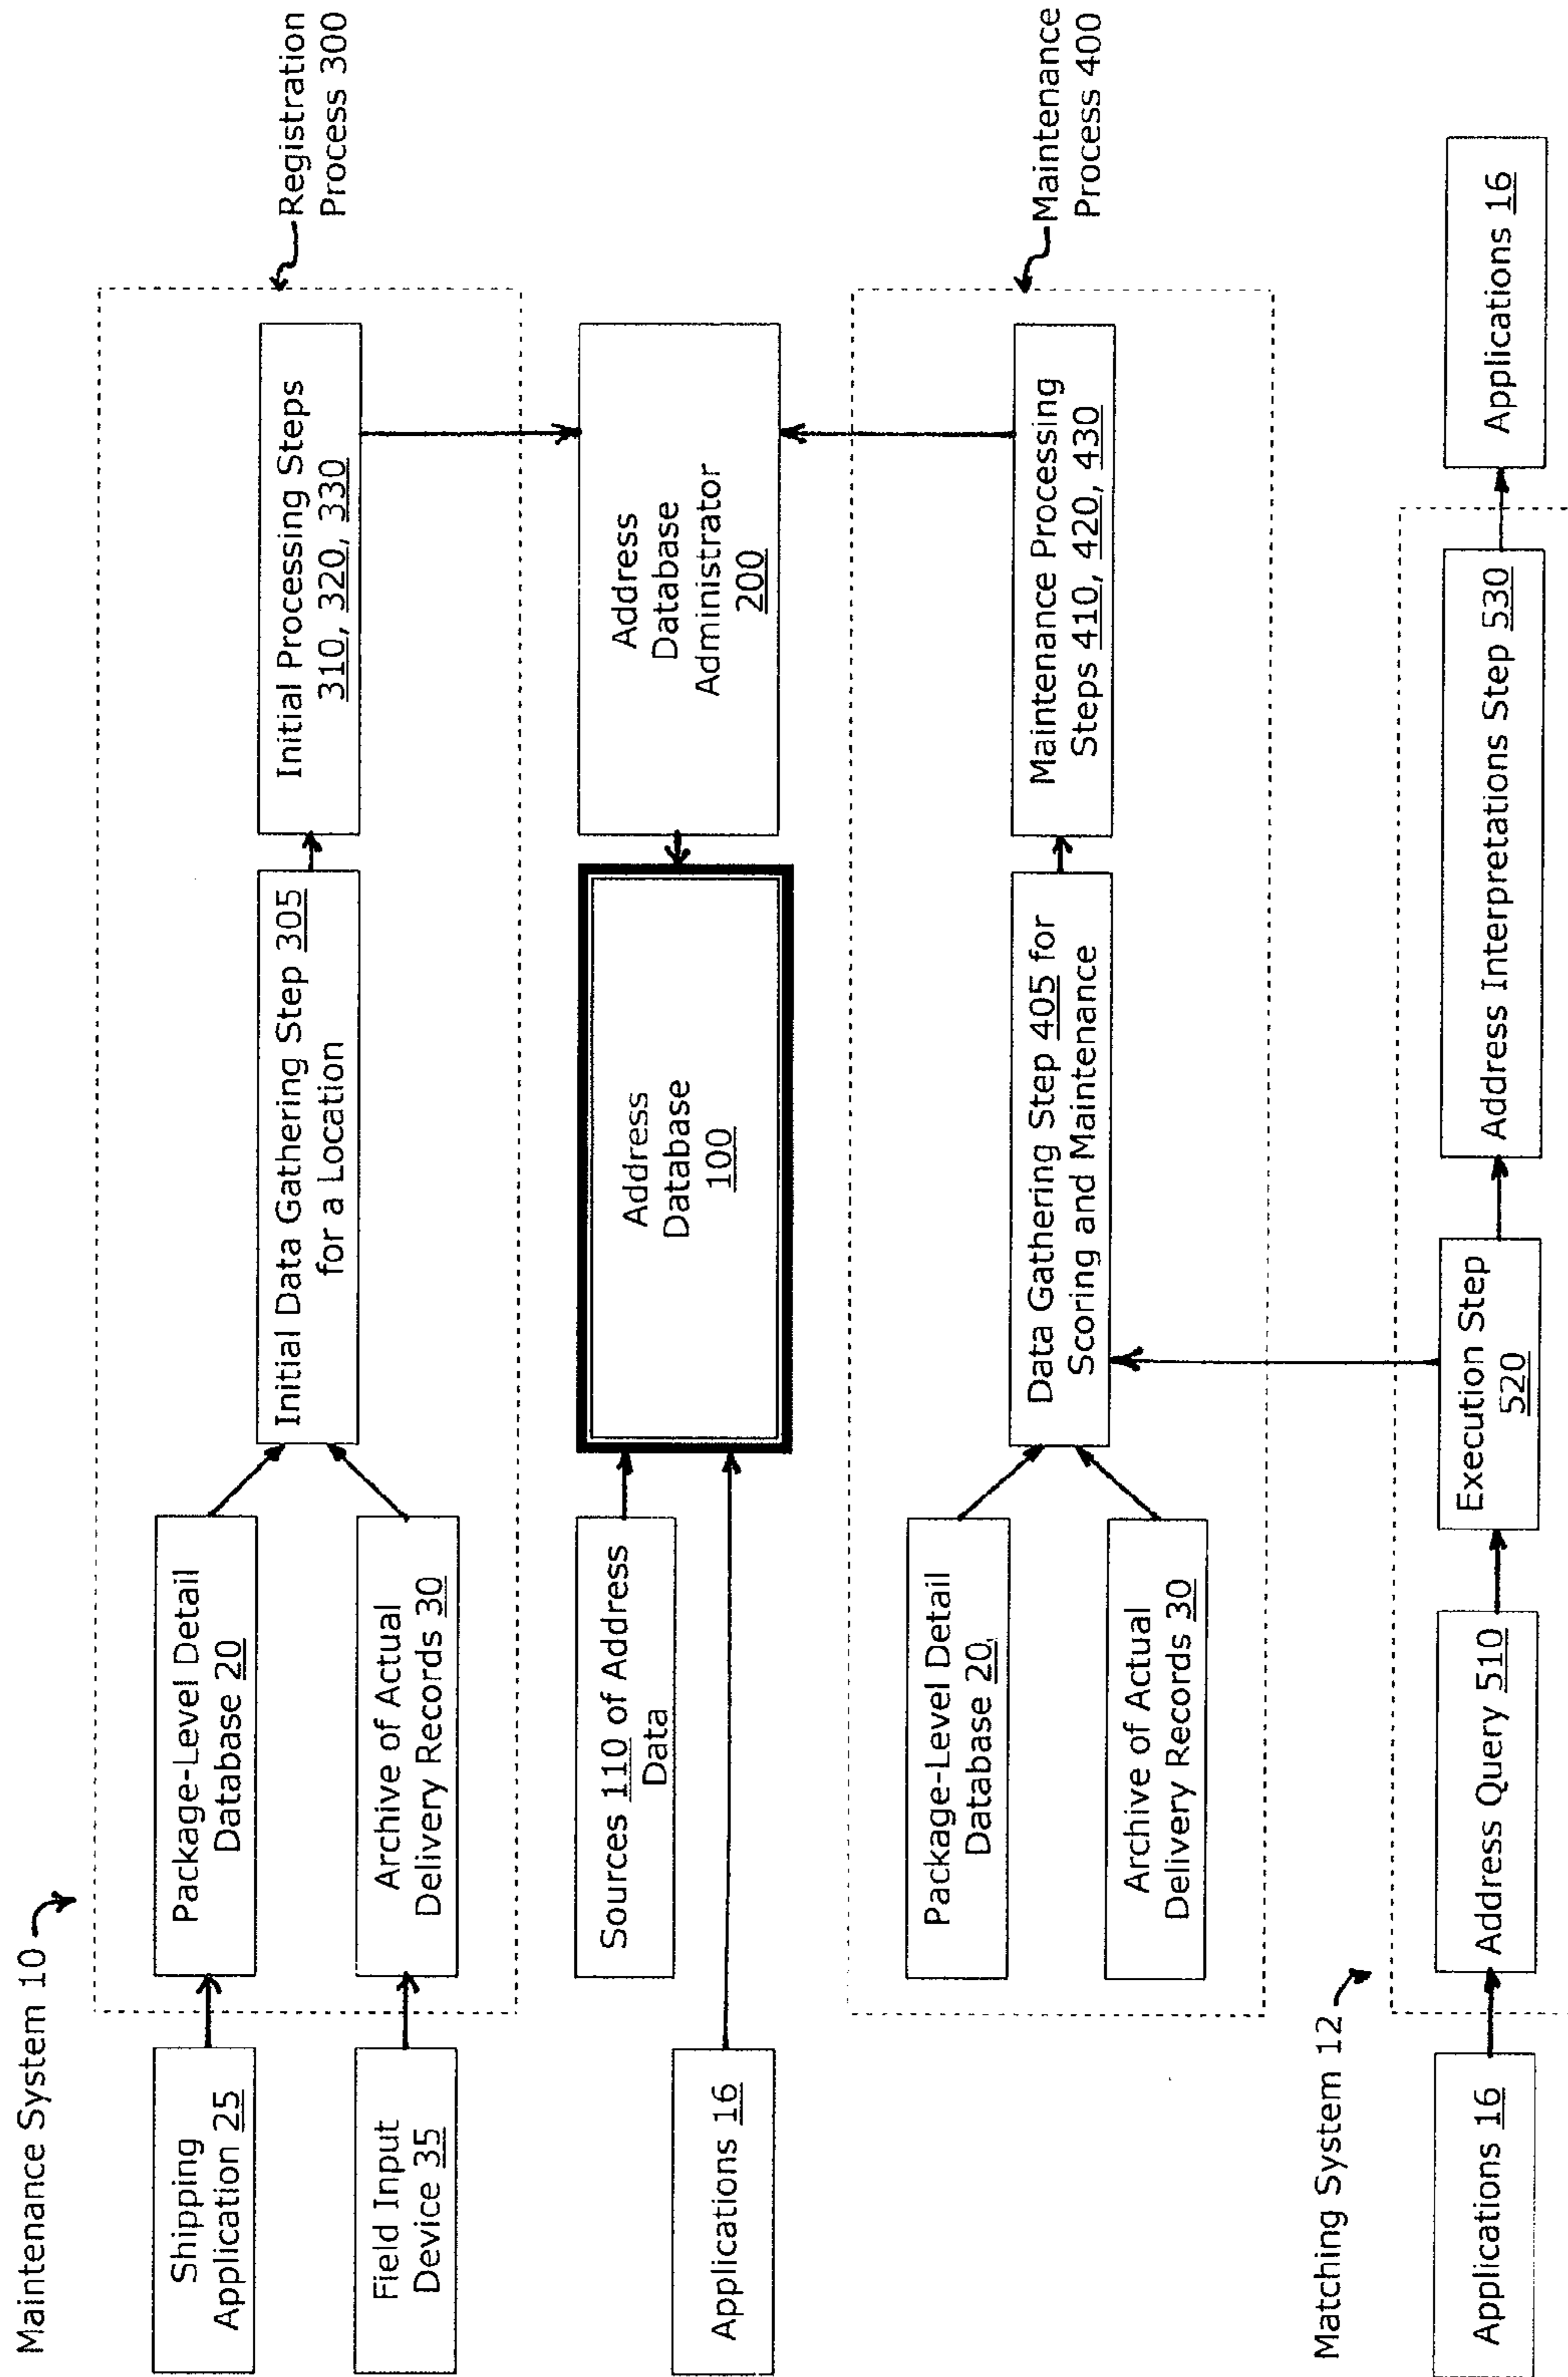 Maintenance System 10
Shipping
Application 25
Package-Level Detail
Database 20
Initial Data Gathering Step 305
for a Location
Initial Processing Steps
310, 320, 330
Registration
Process 300
Field Input
Device 35
Archive of Actual
Delivery Records 30
Sources 110 of Address
Data
Address
Database
100
Address
Database
Administrator
200
Applications 16
Package-Level Detail
Database 20
Data Gathering Step 405 for
Scoring and Maintenance
Maintenance Processing
Steps 410, 420, 430
Maintenance
Process 400
Archive of Actual
Delivery Records 30
Matching System 12
Applications 16
Address Query 510
Execution Step
520
Address Interpretations Step 530
Applications 16